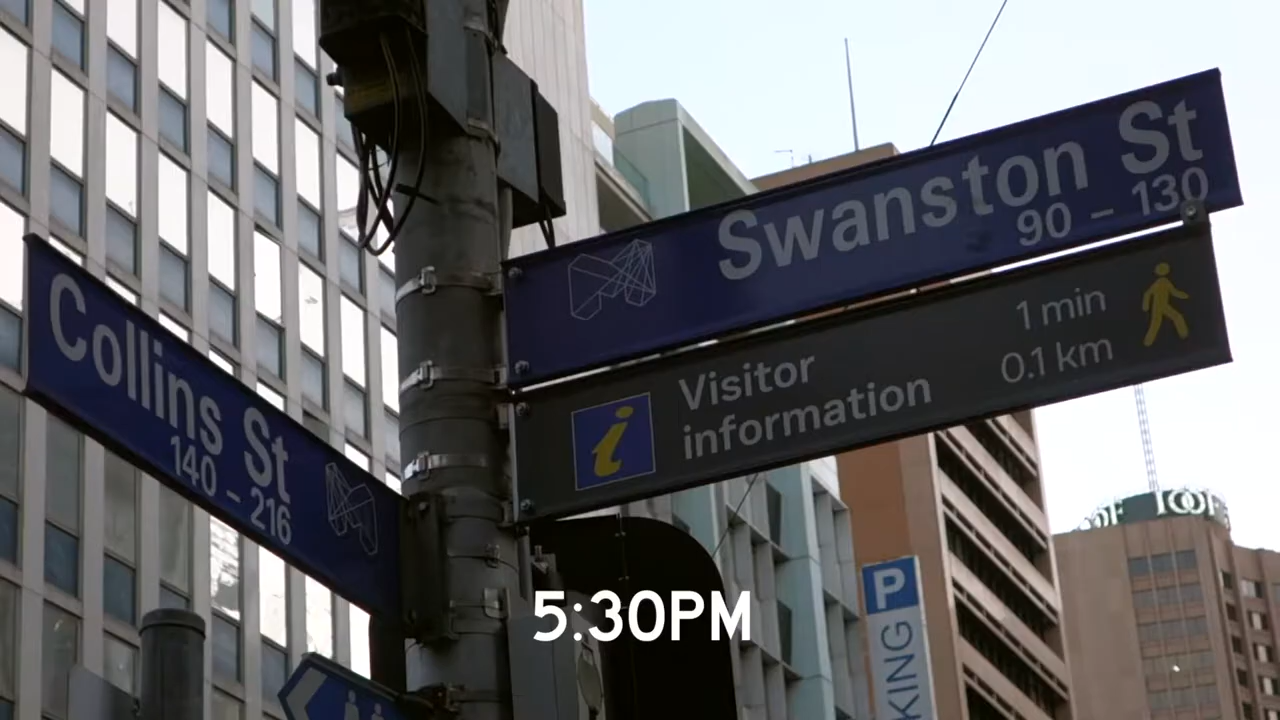 Collins St
140 – 216
Swanston St
90 – 130
Visitor
information
1 min
0.1 km
i
P
KING
5:30PM